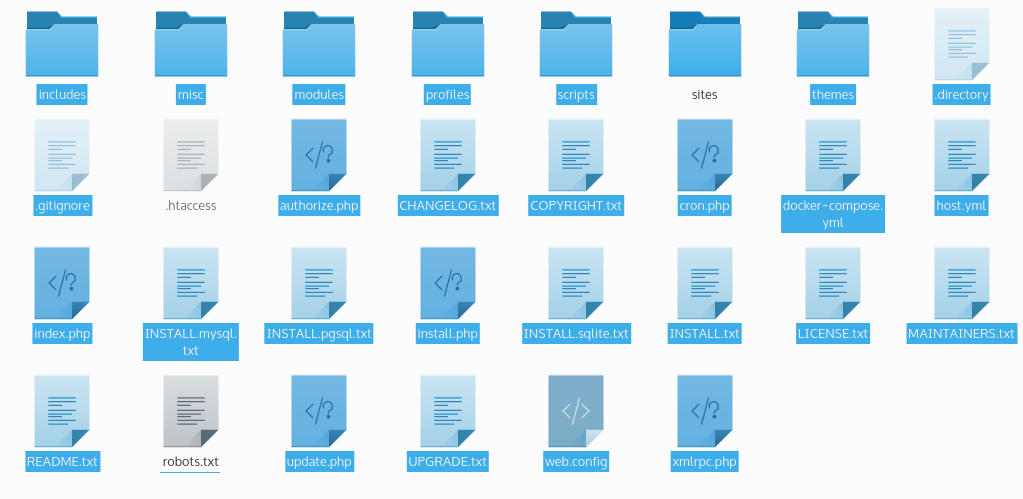 includes
misc
modules
profiles
scripts
sites
themes
.directory
.gitignore
.htaccess
authorize.php
CHANGELOG.txt
COPYRIGHT.txt
cron.php
docker-compose.
yml
host.yml
index.php
INSTALL.mysql.
txt
INSTALL.pgsql.txt
install.php
INSTALL.sqlite.txt
INSTALL.txt
LICENSE.txt
MAINTAINERS.txt
README.txt
robots.txt
update.php
UPGRADE.txt
web.config
xmlrpc.php